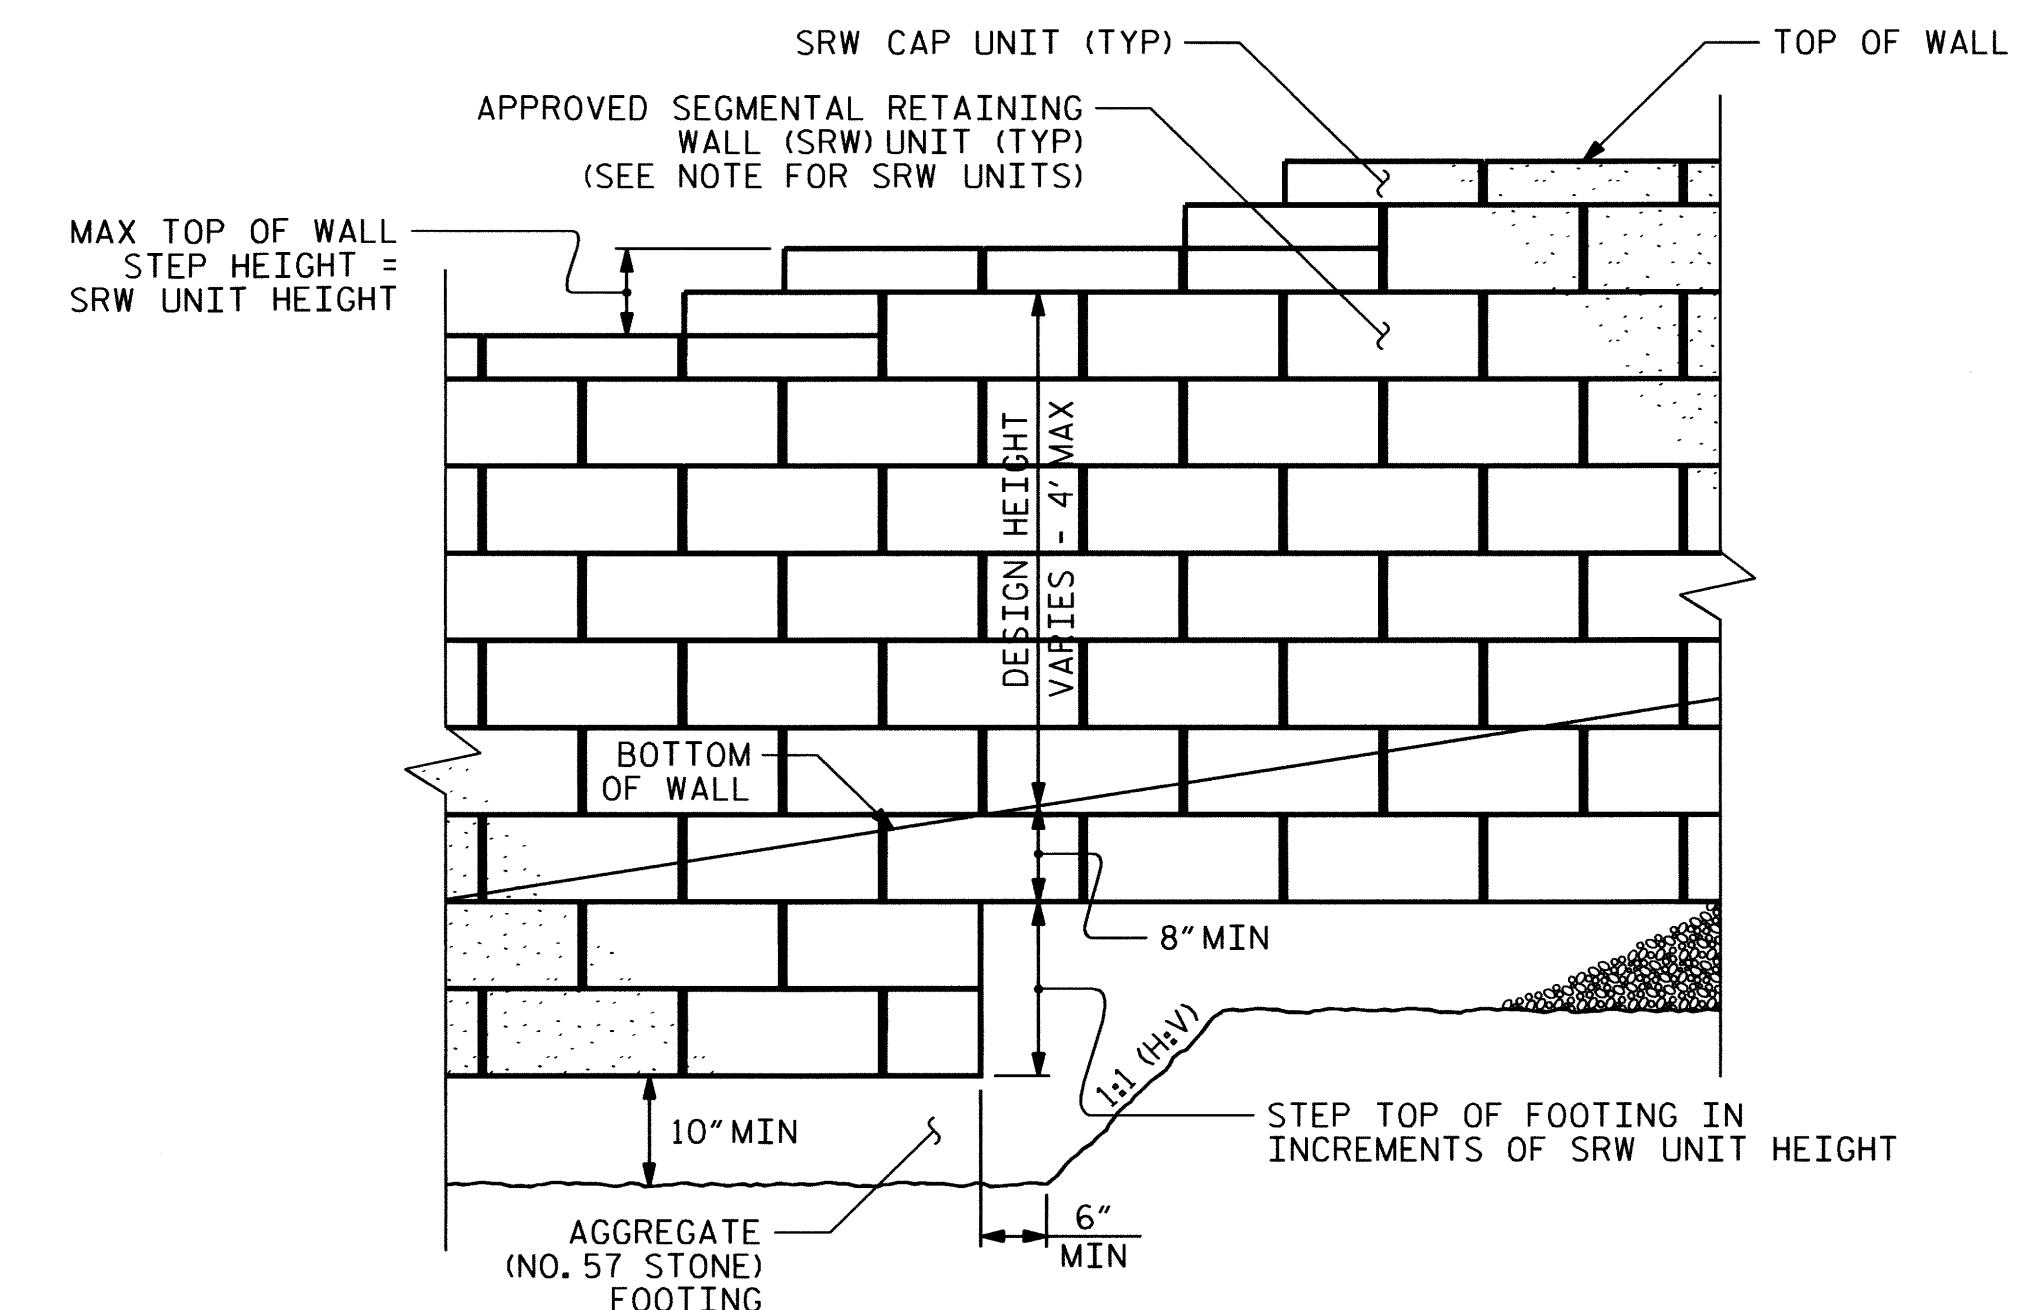 SRW CAP UNIT (TYP)
TOP OF WALL
APPROVED SEGMENTAL RETAINING
WALL (SRW) UNIT (TYP)
(SEE NOTE FOR SRW UNITS)
MAX TOP OF WALL
STEP HEIGHT =
SRW UNIT HEIGHT
DESIGN HEIGHT
VARIES - 4' MAX
BOTTOM
OF WALL
8" MIN
1:1 (H:V)
10" MIN
STEP TOP OF FOOTING IN
INCREMENTS OF SRW UNIT HEIGHT
6"
MIN
AGGREGATE
(NO. 57 STONE)
FOOTING